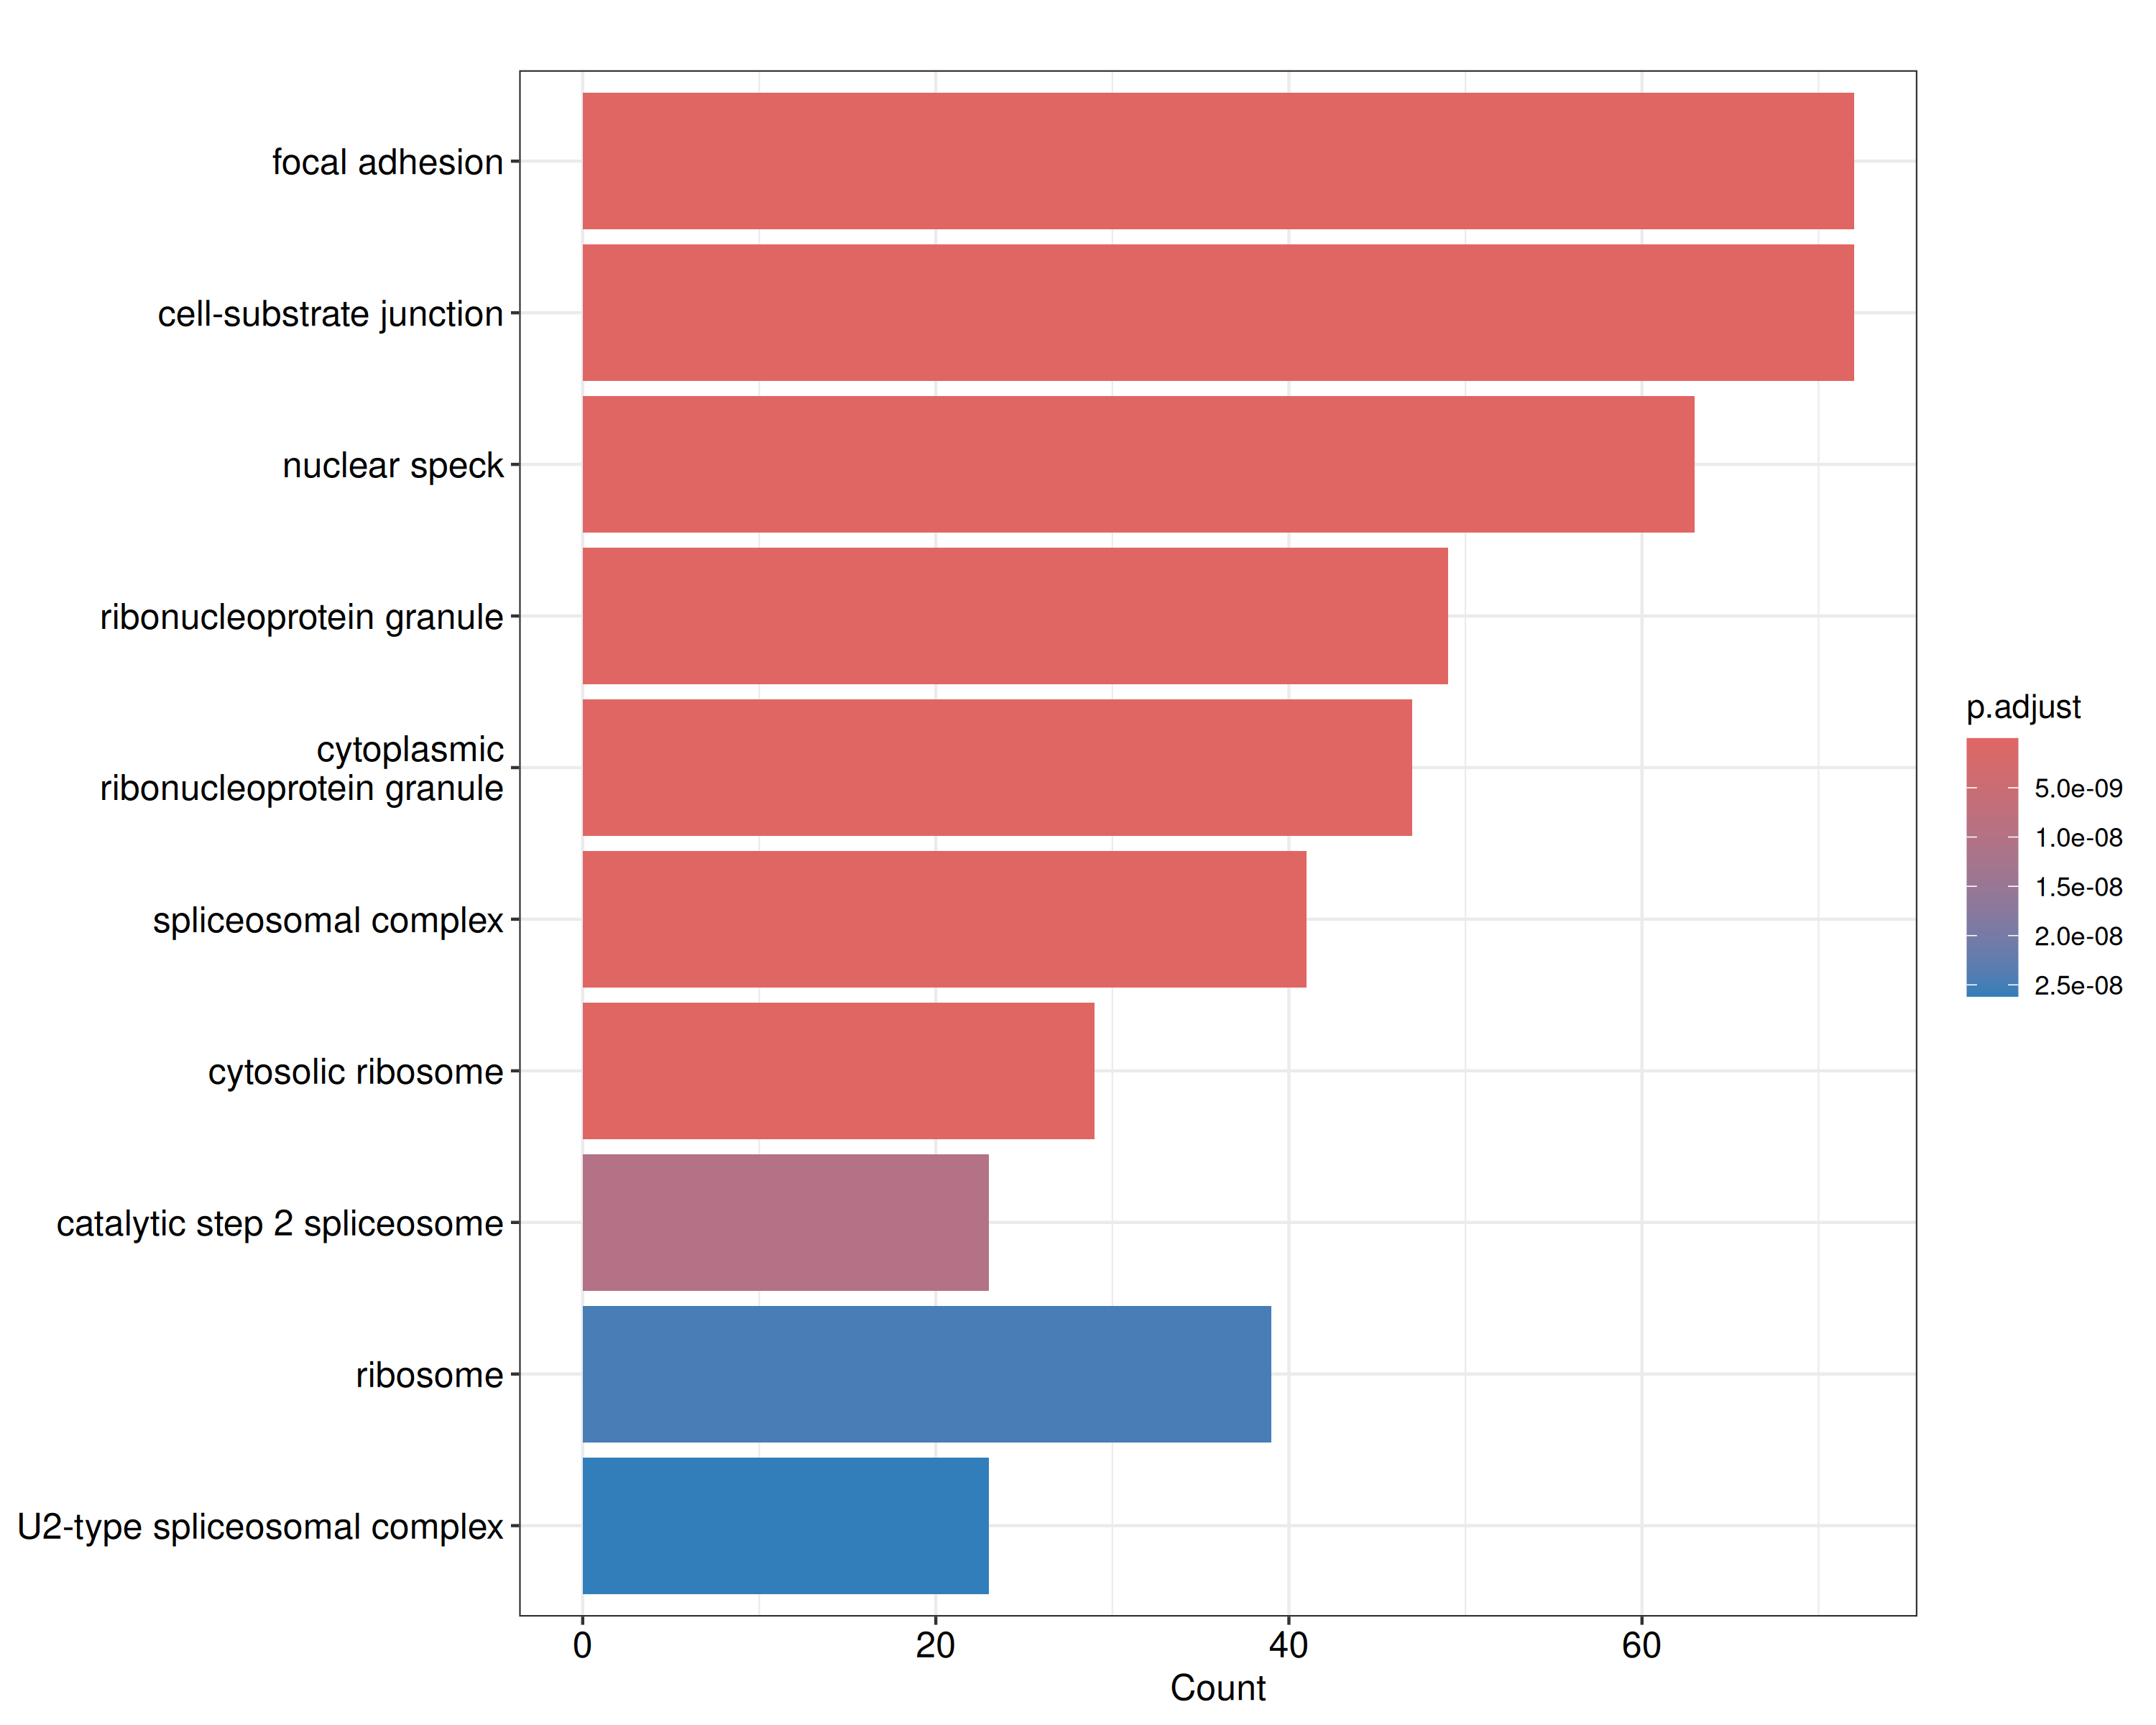 focal adhesion
cell-substrate junction
nuclear speck
ribonucleoprotein granule
cytoplasmic
ribonucleoprotein granule
spliceosomal complex
cytosolic ribosome
catalytic step 2 spliceosome
ribosome
U2-type spliceosomal complex
0 20 40 60
Count
p.adjust
5.0e-09
1.0e-08
1.5e-08
2.0e-08
2.5e-08